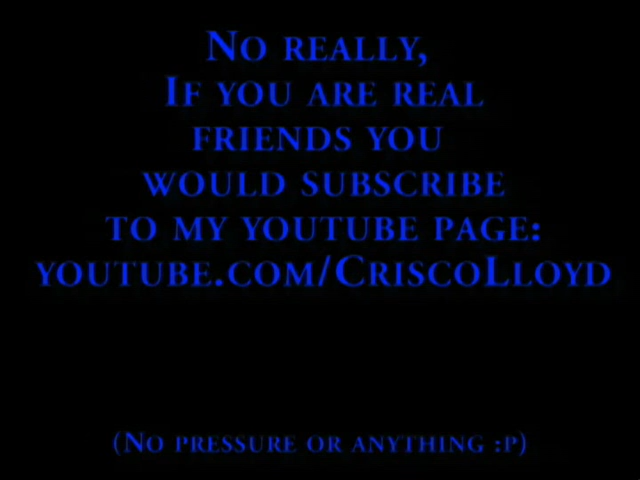 No really,
If you are real
friends you
would subscribe
to my youtube page:
youtube.com/CriscoLloyd
(No pressure or anything :p)